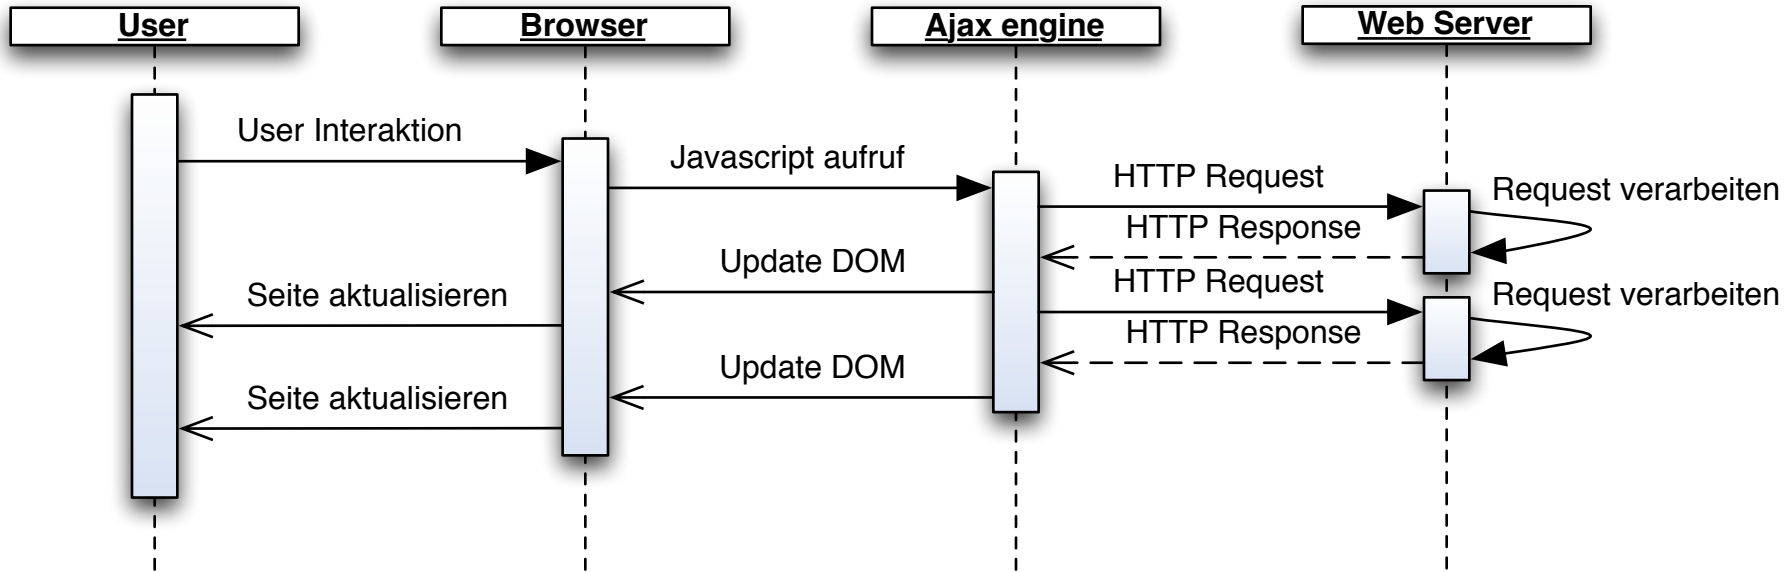 User
Browser
Ajax engine
Web Server
User Interaktion
Javascript aufruf
HTTP Request
Request verarbeiten
HTTP Response
Update DOM
HTTP Request
Seite aktualisieren
Request verarbeiten
HTTP Response
Update DOM
Seite aktualisieren